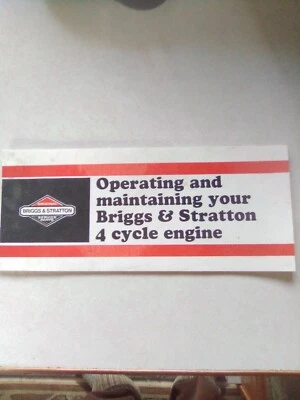 BRIGGS & STRATTON
Operating and
maintaining your
Briggs & Stratton
4 cycle engine